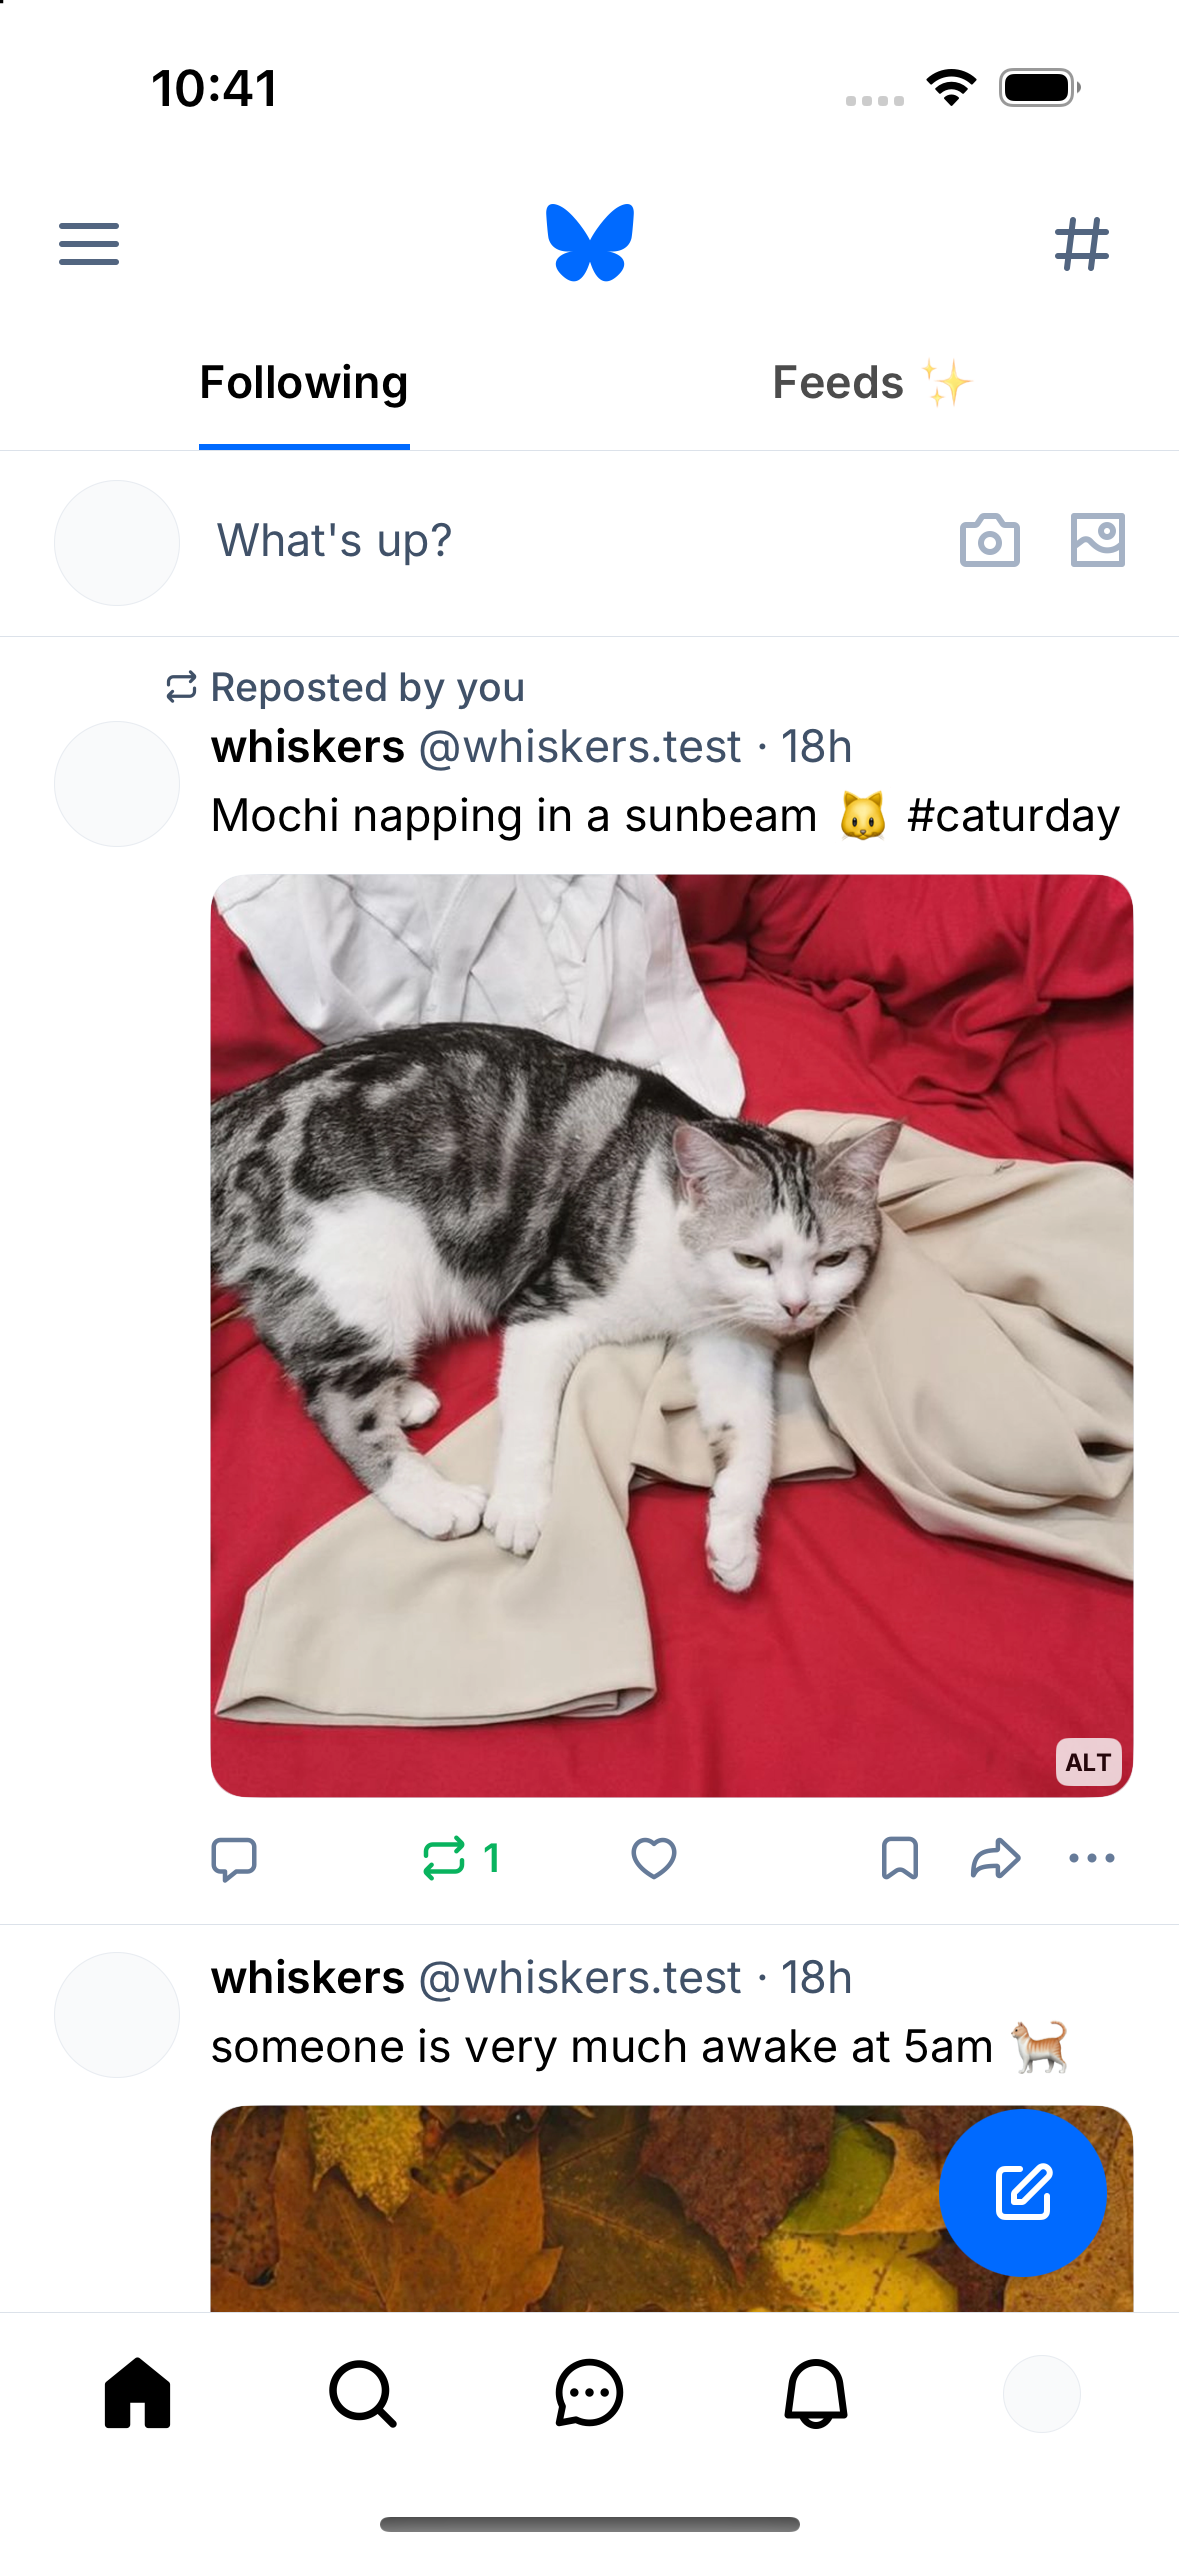 10:41
Following
Feeds ✨
What's up?
Reposted by you
whiskers @whiskers.test · 18h
Mochi napping in a sunbeam 🐱 #caturday
ALT
1
whiskers @whiskers.test · 18h
someone is very much awake at 5am 🐈